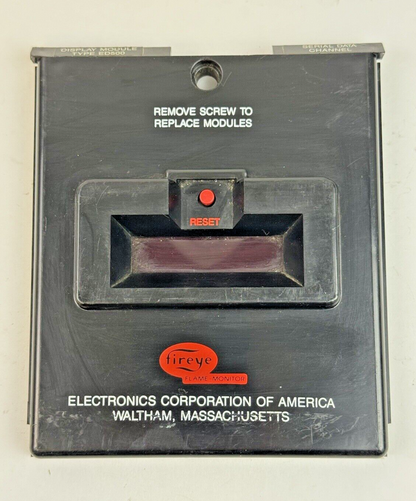 DISPLAY MODULE
TYPE ED500
SERIAL DATA
CHANNEL
REMOVE SCREW TO
REPLACE MODULES
RESET
fireye
FLAME-MONITOR
ELECTRONICS CORPORATION OF AMERICA
WALTHAM, MASSACHUSETTS